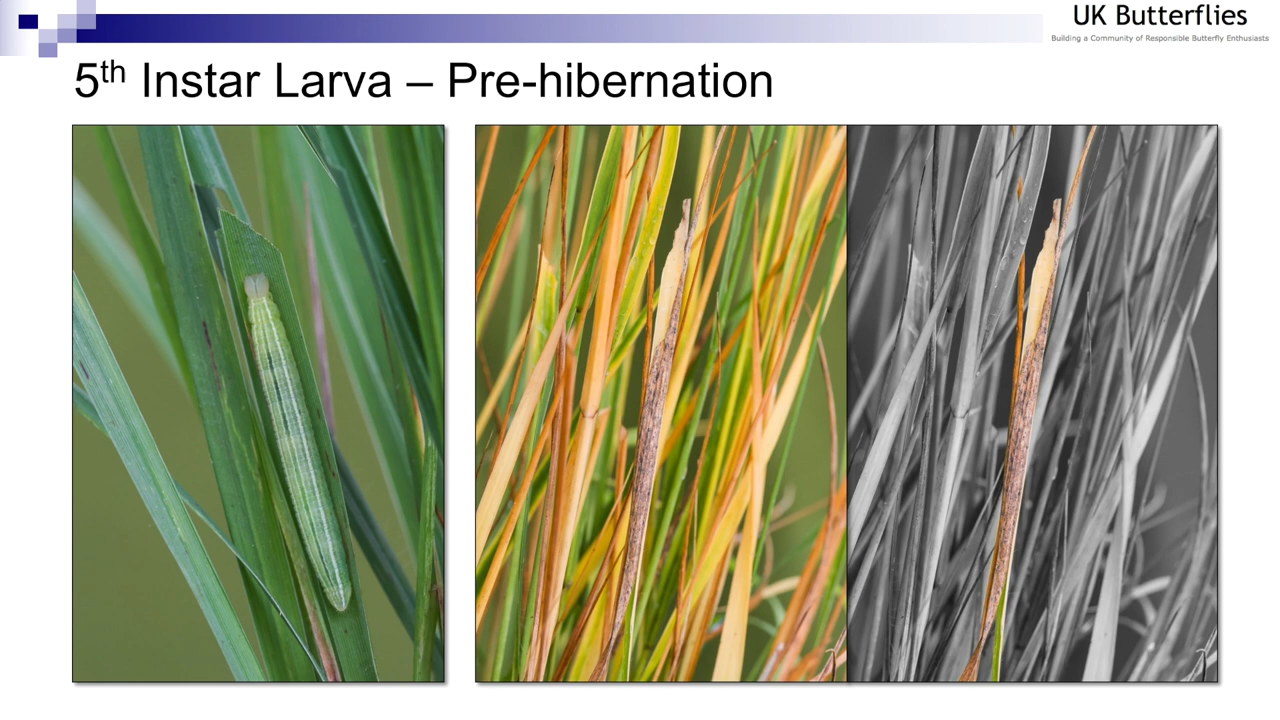 UK Butterflies
Building a Community of Responsible Butterfly Enthusiasts
5th Instar Larva – Pre-hibernation